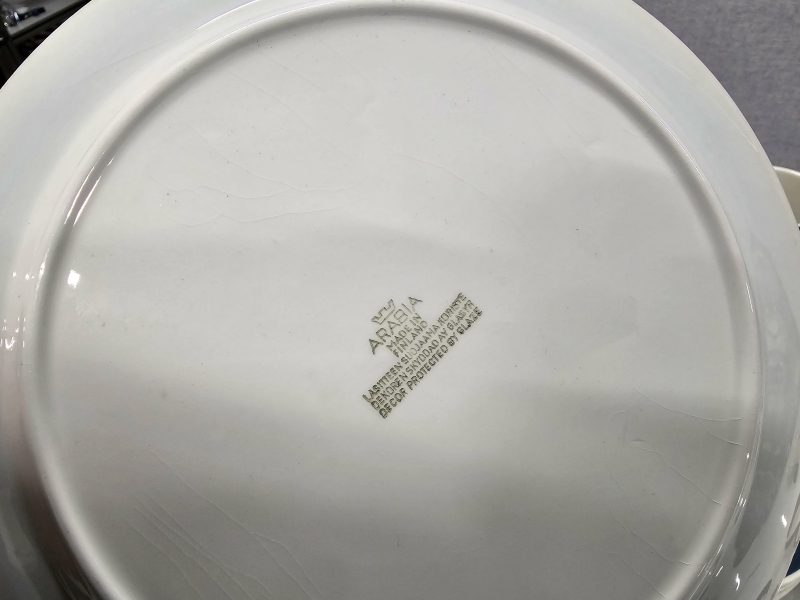 ARABIA
MADE IN
FINLAND
LASITTEEN SUOJAAMA KORISTE
DEKOREN SKYDDAD AV GLASYR
DECOR PROTECTED BY GLAZE